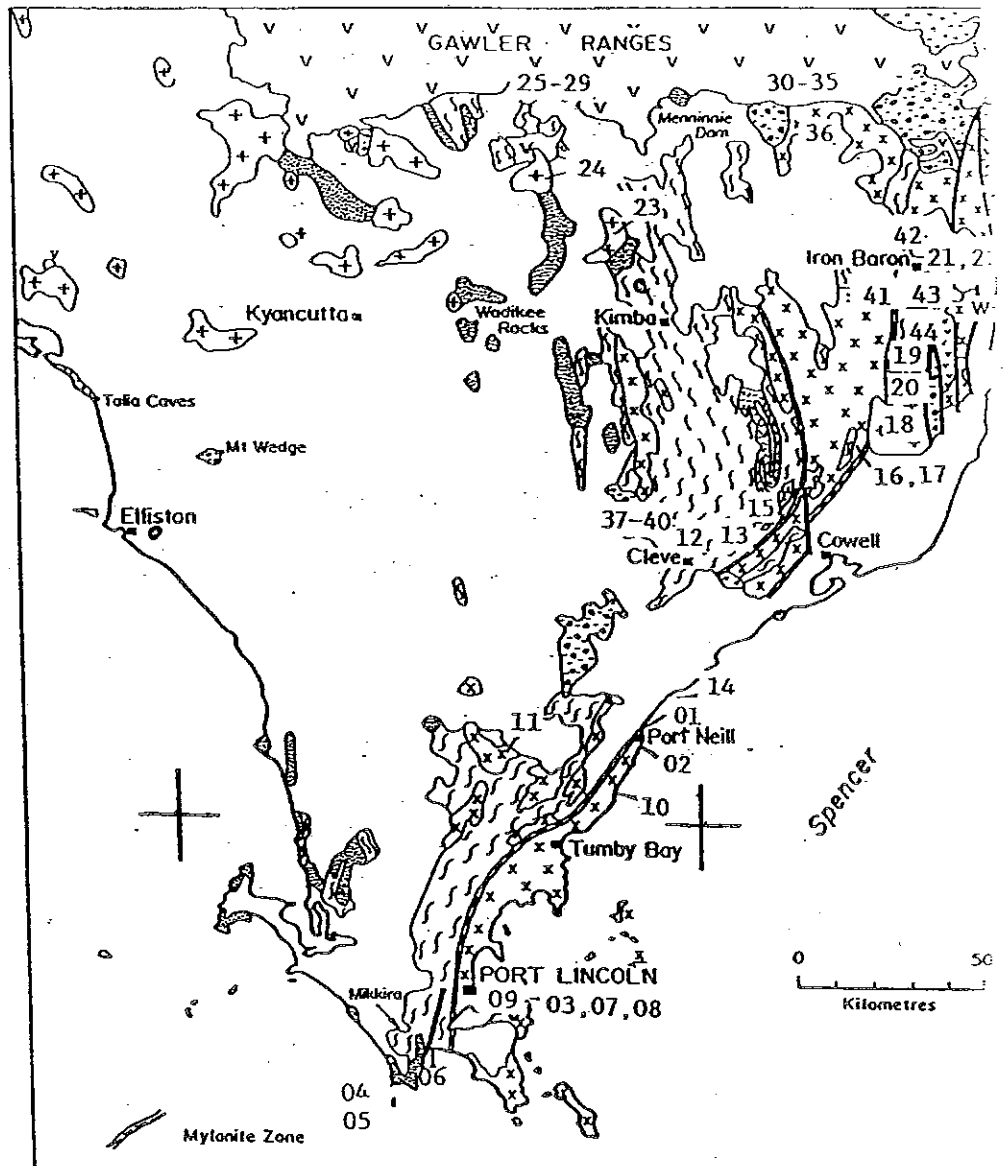 GAWLER RANGES
25-29
30-35
Menninnie
Dam
36
24
23
42
Iron Baron
21, 2
41
43
W
Kyancutta
Wadikee
Rocks
Kimba
44
19
20
Talia Caves
18
Mt Wedge
16, 17
15
Elliston
37-40
12, 13
Cleve
Cowell
14
11
01
Port Neill
02
10
Spencer
Tumby Bay
PORT LINCOLN
09 - 03, 07, 08
0 50
Kilometres
Mikkira
06
04
05
Mylonite Zone